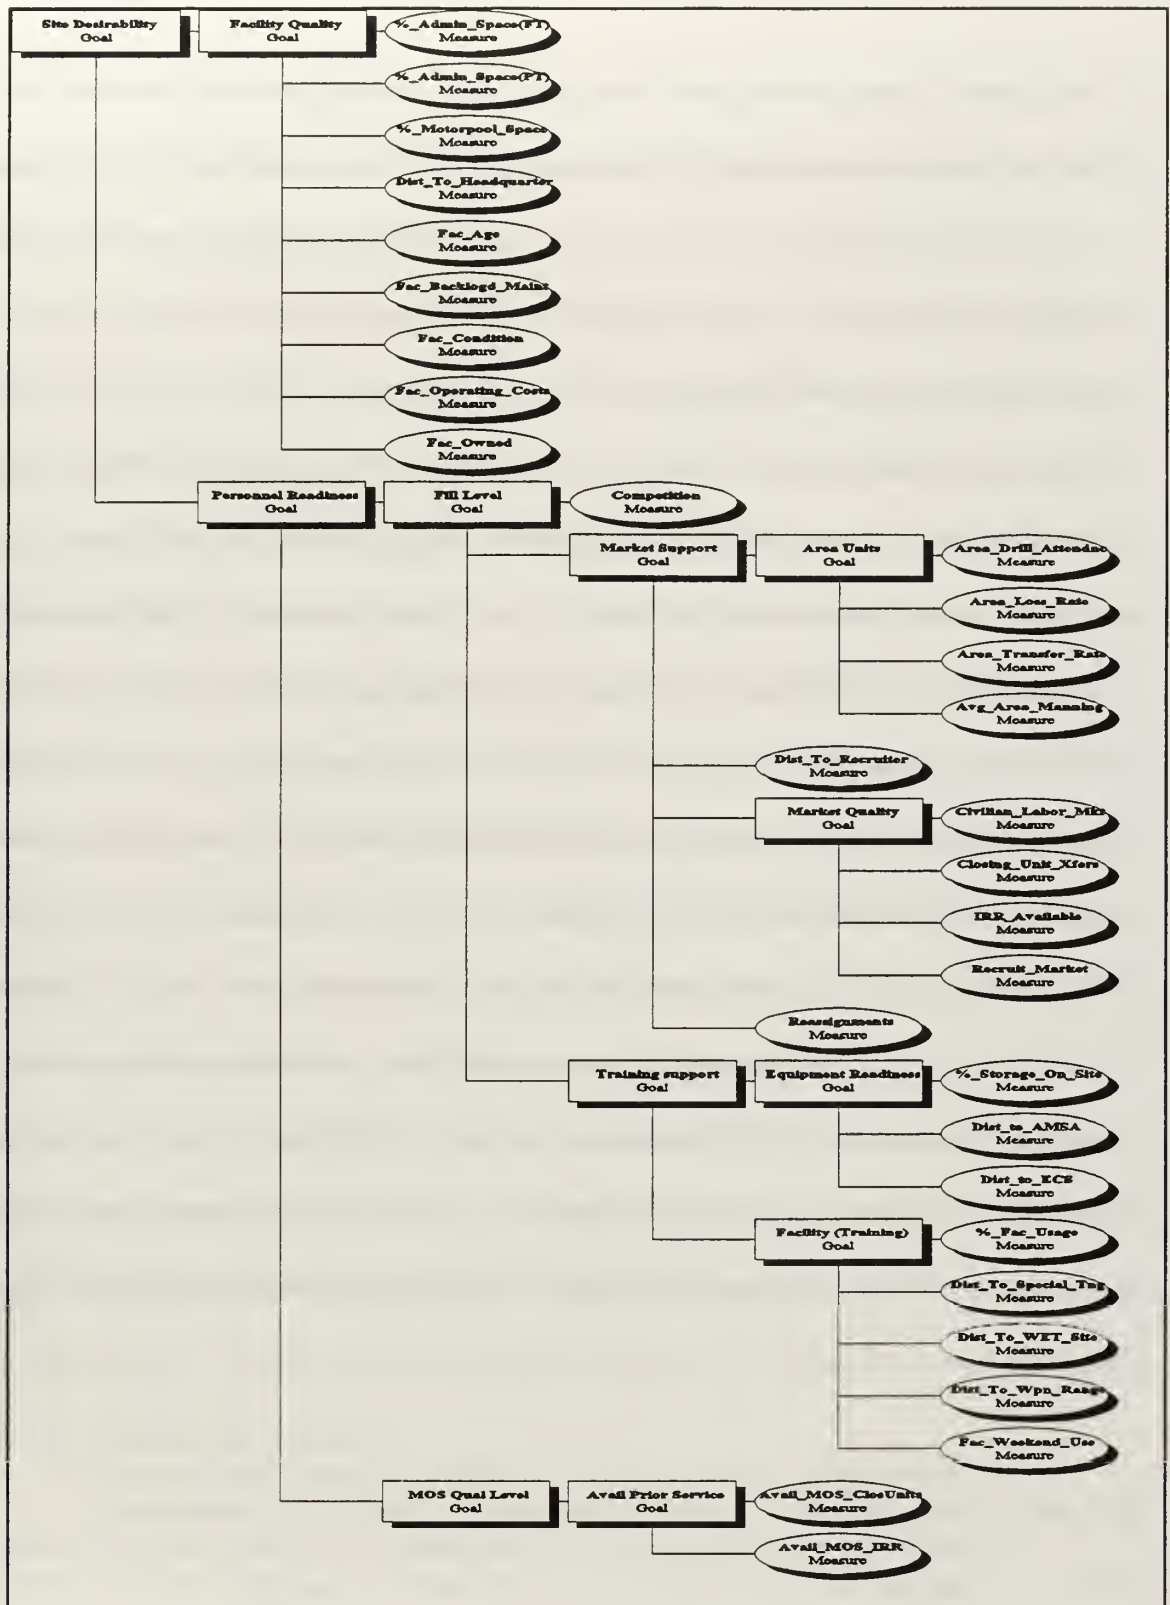 Site Desirability
Goal
Facility Quality
Goal
%_Admin_Space(FT)
Measure
%_Admin_Space(PT)
Measure
%_Motorpool_Space
Measure
Dist_To_Headquarter
Measure
Fac_Age
Measure
Fac_Backlogd_Maint
Measure
Fac_Condition
Measure
Fac_Operating_Costs
Measure
Fac_Owned
Measure
Personnel Readiness
Goal
Fill Level
Goal
Competition
Measure
Market Support
Goal
Area Units
Goal
Area_Drill_Attendnc
Measure
Area_Loss_Rate
Measure
Area_Transfer_Rate
Measure
Avg_Area_Manning
Measure
Dist_To_Recruiter
Measure
Market Quality
Goal
Civilian_Labor_Mkt
Measure
Closing_Unit_Xfers
Measure
IRR_Available
Measure
Recruit_Market
Measure
Reassignments
Measure
Training support
Goal
Equipment Readiness
Goal
%_Storage_On_Site
Measure
Dist_to_AMSA
Measure
Dist_to_ECS
Measure
Facility (Training)
Goal
%_Fac_Usage
Measure
Dist_To_Special_Tng
Measure
Dist_To_WET_Site
Measure
Dist_To_Wpn_Range
Measure
Fac_Weekend_Use
Measure
MOS Qual Level
Goal
Avail Prior Service
Goal
Avail_MOS_ClosUnits
Measure
Avail_MOS_IRR
Measure